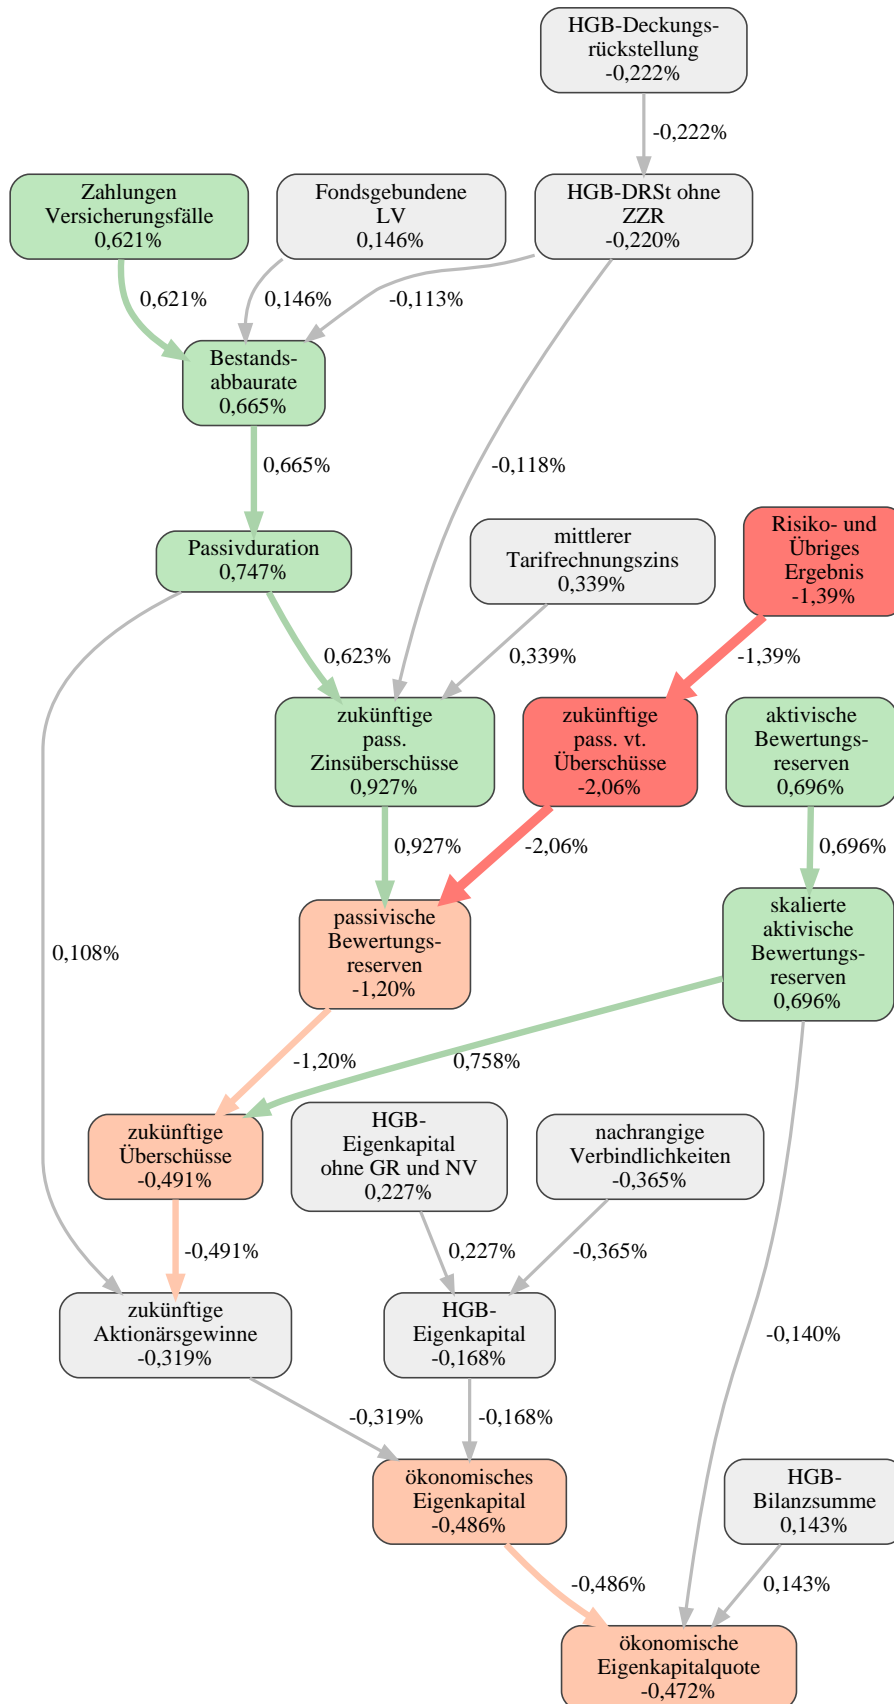 HGB-Deckungs-
rückstellung
-0,222%
-0,222%
Zahlungen
Versicherungsfälle
0,621%
Fondsgebundene
LV
0,146%
HGB-DRSt ohne
ZZR
-0,220%
0,621%
0,146%
-0,113%
Bestands-
abbaurate
0,665%
0,665%
-0,118%
Passivduration
0,747%
mittlerer
Tarifrechnungszins
0,339%
Risiko- und
Übriges
Ergebnis
-1,39%
0,623%
0,339%
-1,39%
zukünftige
pass.
Zinsüberschüsse
0,927%
zukünftige
pass. vt.
Überschüsse
-2,06%
aktivische
Bewertungs-
reserven
0,696%
0,927%
-2,06%
0,696%
passivische
Bewertungs-
reserven
-1,20%
skalierte
aktivische
Bewertungs-
reserven
0,696%
0,108%
-1,20%
0,758%
zukünftige
Überschüsse
-0,491%
HGB-
Eigenkapital
ohne GR und NV
0,227%
nachrangige
Verbindlichkeiten
-0,365%
-0,491%
0,227%
-0,365%
zukünftige
Aktionärsgewinne
-0,319%
HGB-
Eigenkapital
-0,168%
-0,140%
-0,319%
-0,168%
ökonomisches
Eigenkapital
-0,486%
HGB-
Bilanzsumme
0,143%
-0,486%
0,143%
ökonomische
Eigenkapitalquote
-0,472%